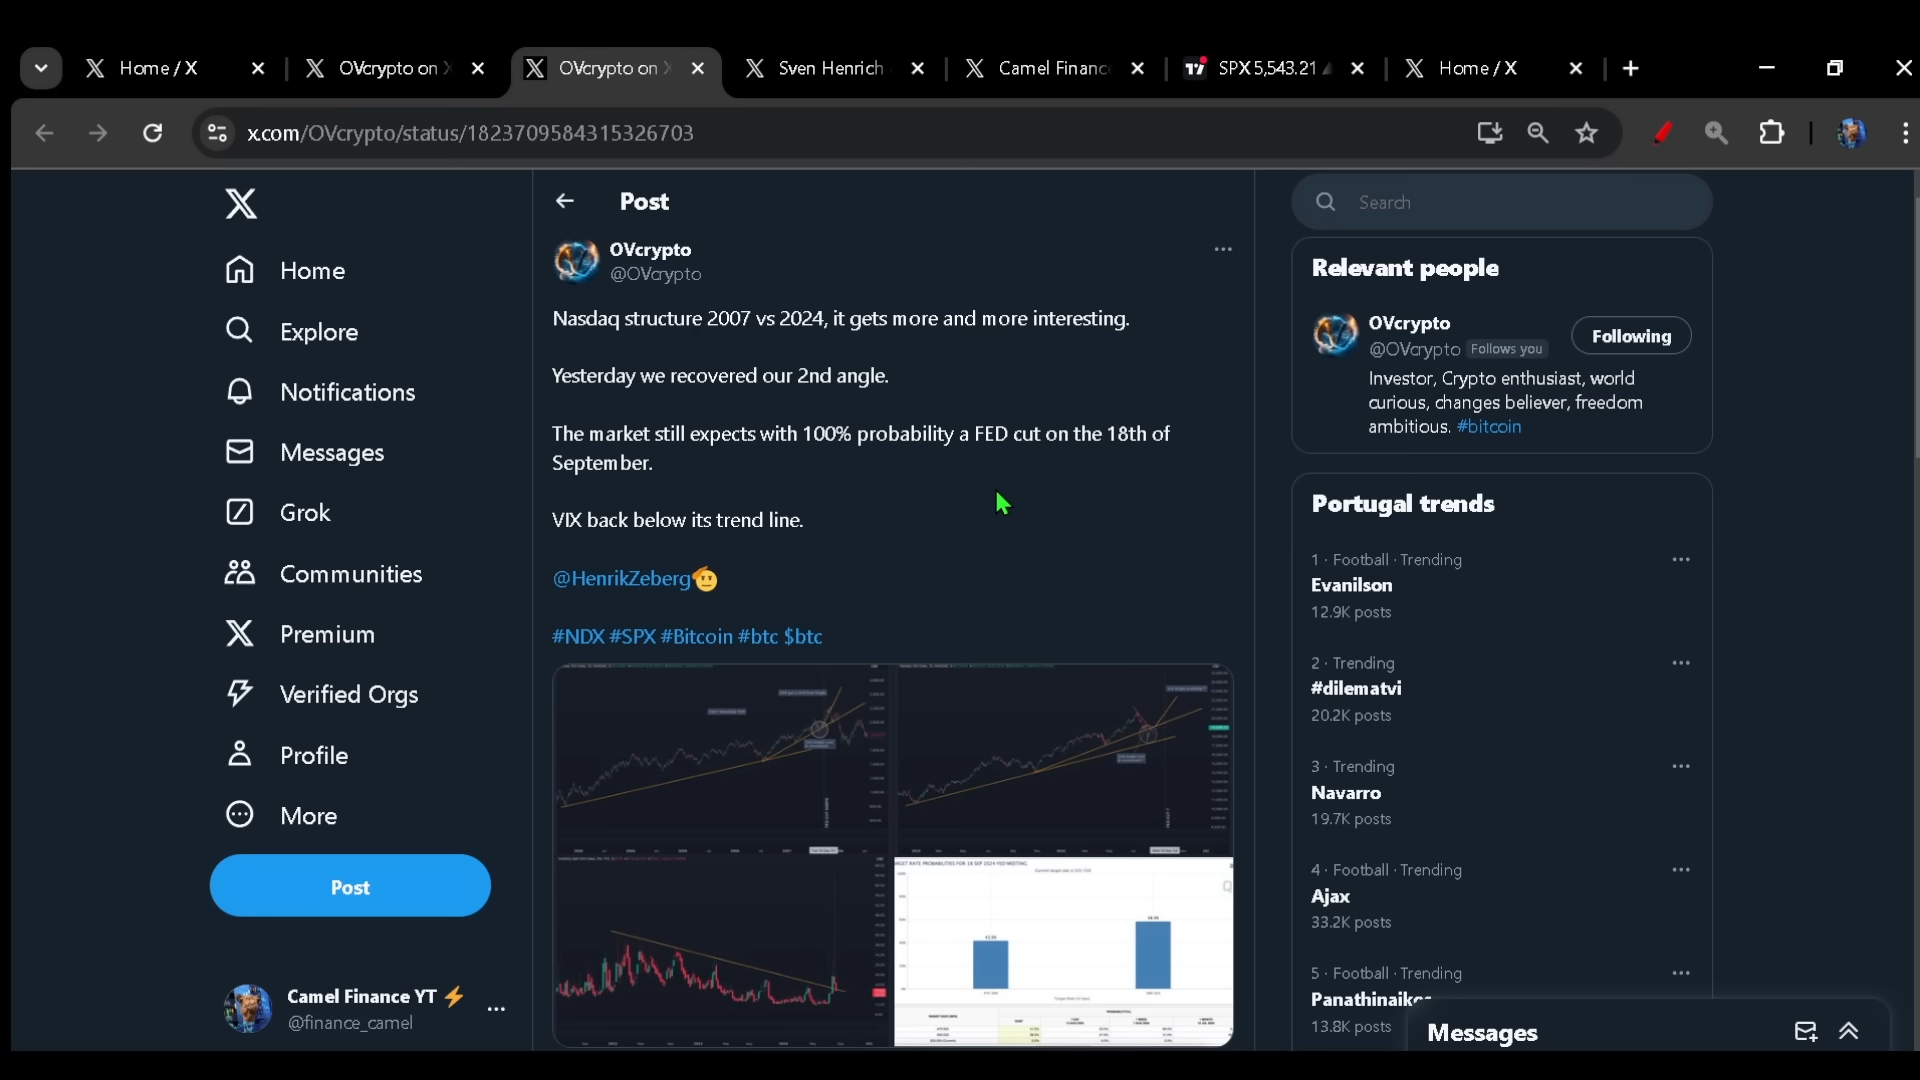 Home / X
OVcrypto on X
OVcrypto on X
Sven Henrich
Camel Finance
SPX 5,543.21
Home / X
x.com/OVcrypto/status/1823709584315326703
Home
Explore
Notifications
Messages
Grok
Communities
Premium
Verified Orgs
Profile
More
Post
Camel Finance YT
@finance_camel
Post
OVcrypto
@OVcrypto
Nasdaq structure 2007 vs 2024, it gets more and more interesting.
Yesterday we recovered our 2nd angle.
The market still expects with 100% probability a FED cut on the 18th of
September.
VIX back below its trend line.
@HenrikZeberg
#NDX #SPX #Bitcoin #btc $btc
Search
Relevant people
OVcrypto
@OVcrypto Follows you
Following
Investor, Crypto enthusiast, world
curious, changes believer, freedom
ambitious. #bitcoin
Portugal trends
1 · Football · Trending
Evanilson
12.9K posts
2 · Trending
#dilematvi
20.2K posts
3 · Trending
Navarro
19.7K posts
4 · Football · Trending
Ajax
33.2K posts
5 · Football · Trending
Panathinaikos
13.8K posts
Messages